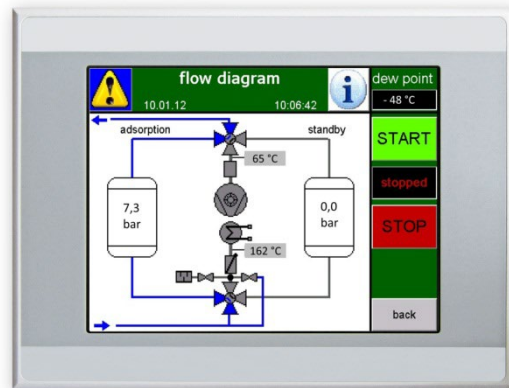 flow diagram
10.01.12 10:06:42
dew point
- 48 °C
adsorption
standby
65 °C
START
7,3
bar
0,0
bar
stopped
STOP
162 °C
back